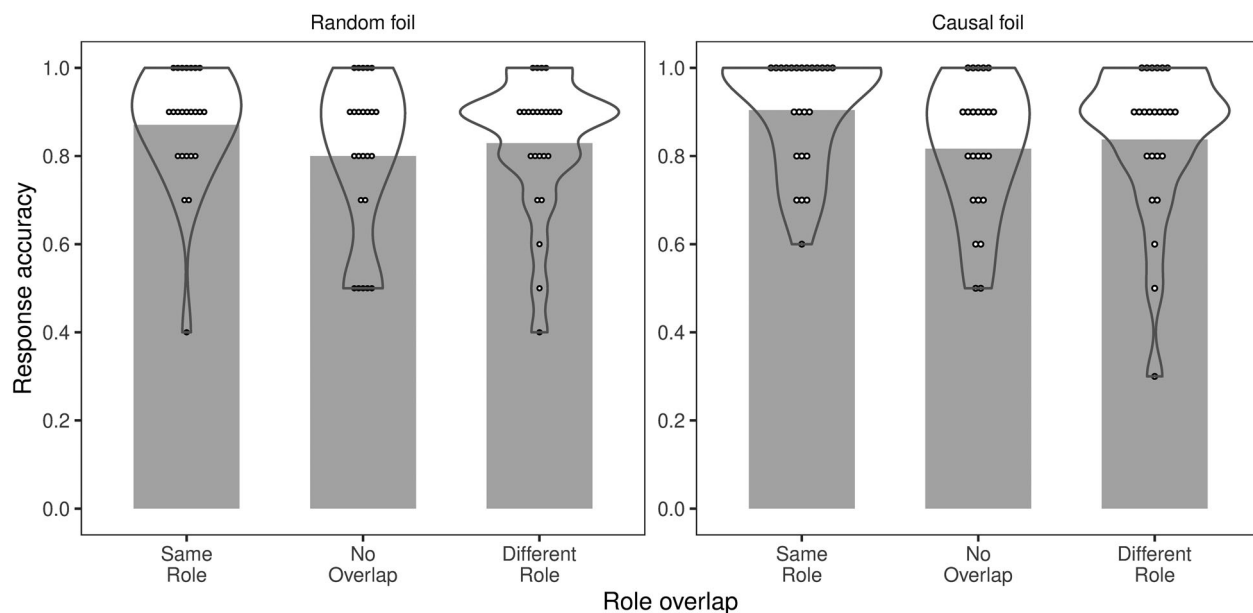 Random foil
Causal foil
Response accuracy
1.0
0.8
0.6
0.4
0.2
0.0
1.0
0.8
0.6
0.4
0.2
0.0
Same
Role
No
Overlap
Different
Role
Same
Role
No
Overlap
Different
Role
Role overlap